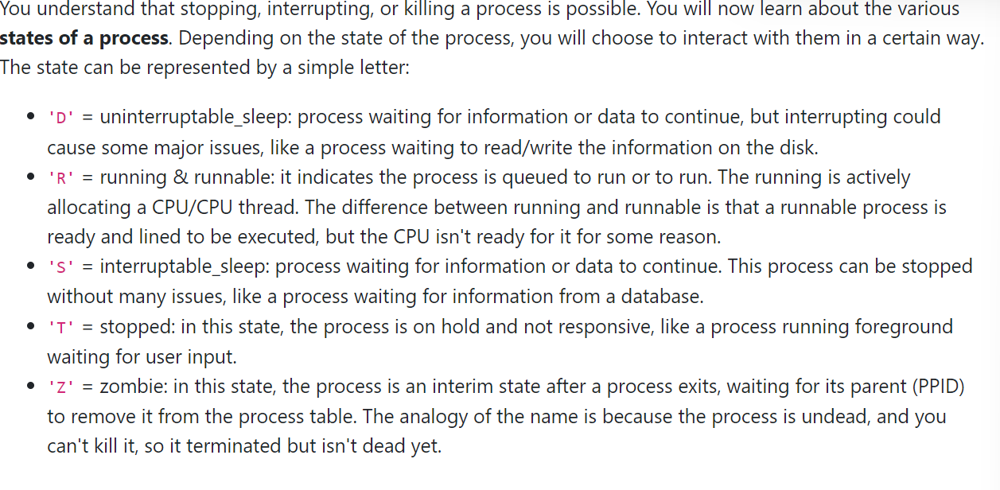 You understand that stopping, interrupting, or killing a process is possible. You will now learn about the various
states of a process. Depending on the state of the process, you will choose to interact with them in a certain way.
The state can be represented by a simple letter:
• 'D' = uninterruptable_sleep: process waiting for information or data to continue, but interrupting could
cause some major issues, like a process waiting to read/write the information on the disk.
• 'R' = running & runnable: it indicates the process is queued to run or to run. The running is actively
allocating a CPU/CPU thread. The difference between running and runnable is that a runnable process is
ready and lined to be executed, but the CPU isn't ready for it for some reason.
• 'S' = interruptable_sleep: process waiting for information or data to continue. This process can be stopped
without many issues, like a process waiting for information from a database.
• 'T' = stopped: in this state, the process is on hold and not responsive, like a process running foreground
waiting for user input.
• 'Z' = zombie: in this state, the process is an interim state after a process exits, waiting for its parent (PPID)
to remove it from the process table. The analogy of the name is because the process is undead, and you
can't kill it, so it terminated but isn't dead yet.